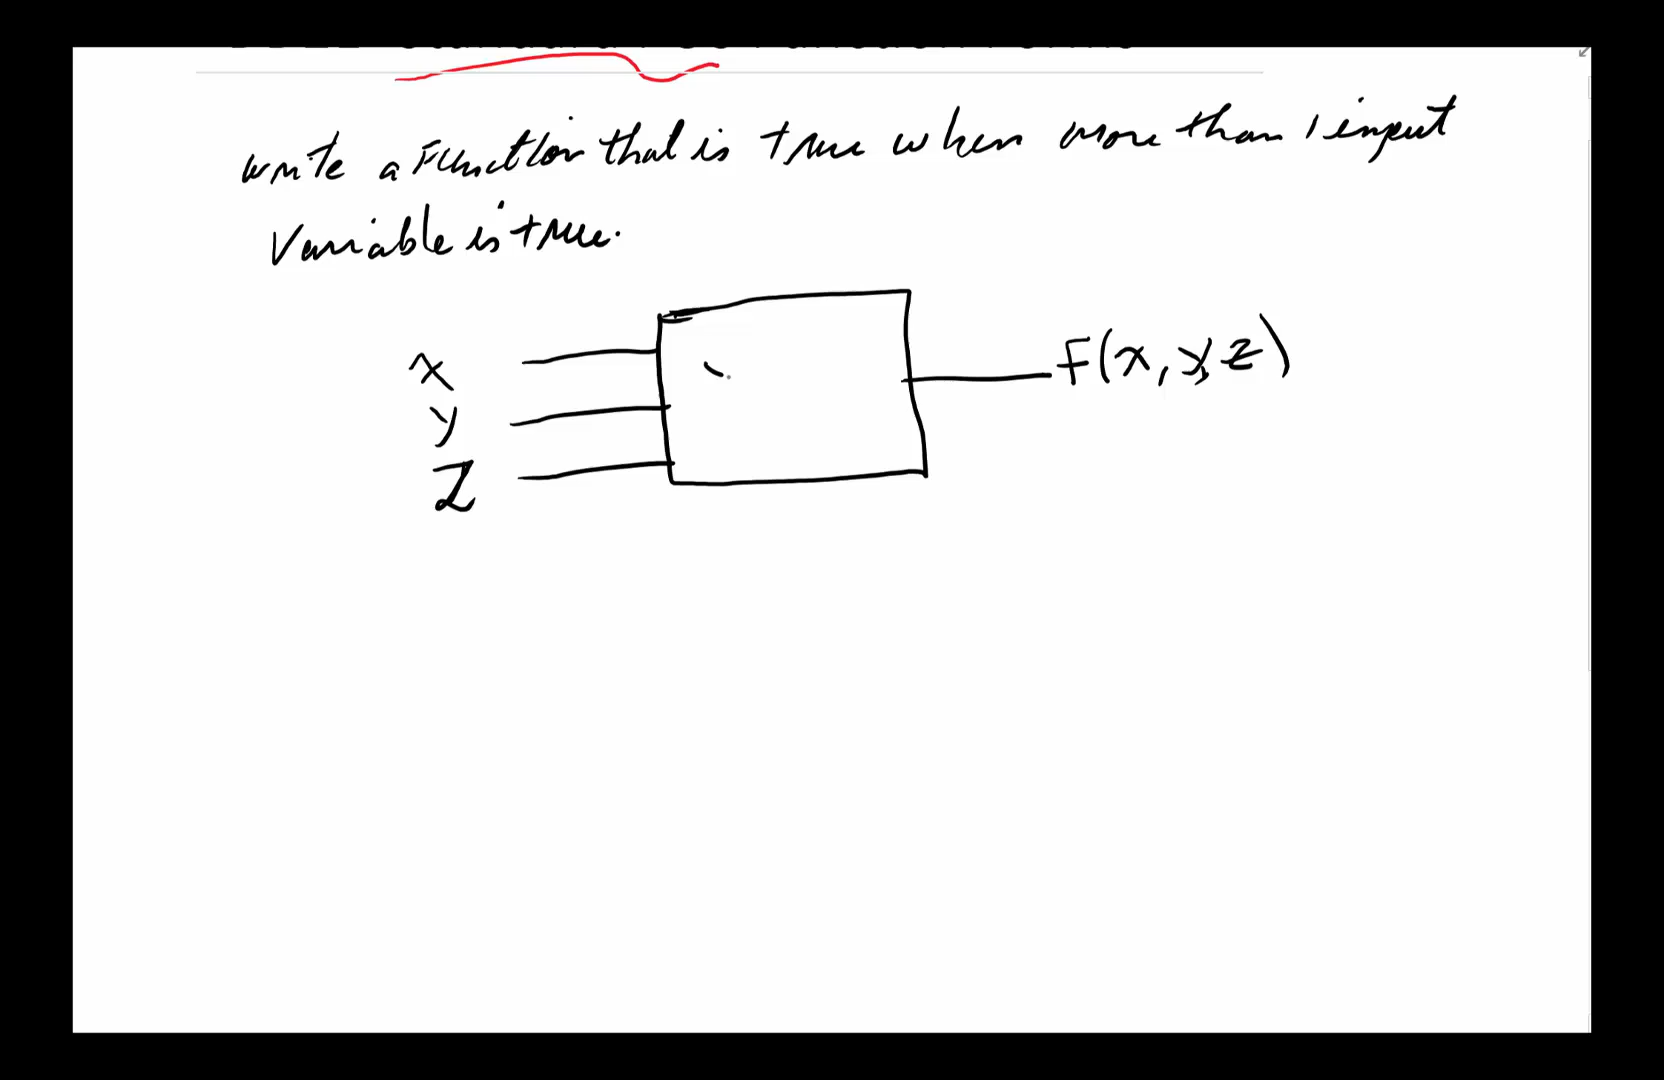 write a Function that is true when more than 1 input
Variable is true.
x
y
Z
F(x, y, z)